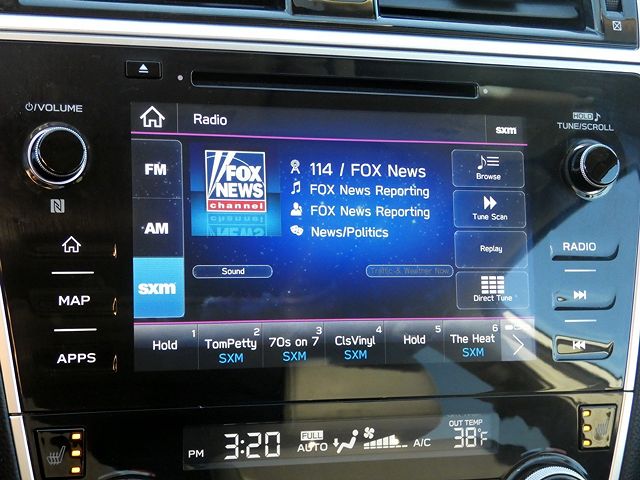 ⏻/VOLUME
HOLD
TUNE/SCROLL
Radio
sxm
FM
AM
sxm
FOX
NEWS
channel
114 / FOX News
FOX News Reporting
FOX News Reporting
News/Politics
Browse
Tune Scan
Replay
Direct Tune
Sound
Traffic & Weather Now
1 2 3 4 5 6
Hold TomPetty 70s on 7 ClsVinyl Hold The Heat
SXM SXM SXM SXM
MAP
APPS
RADIO
PM 3:20 FULL AUTO A/C
OUT TEMP
38°F